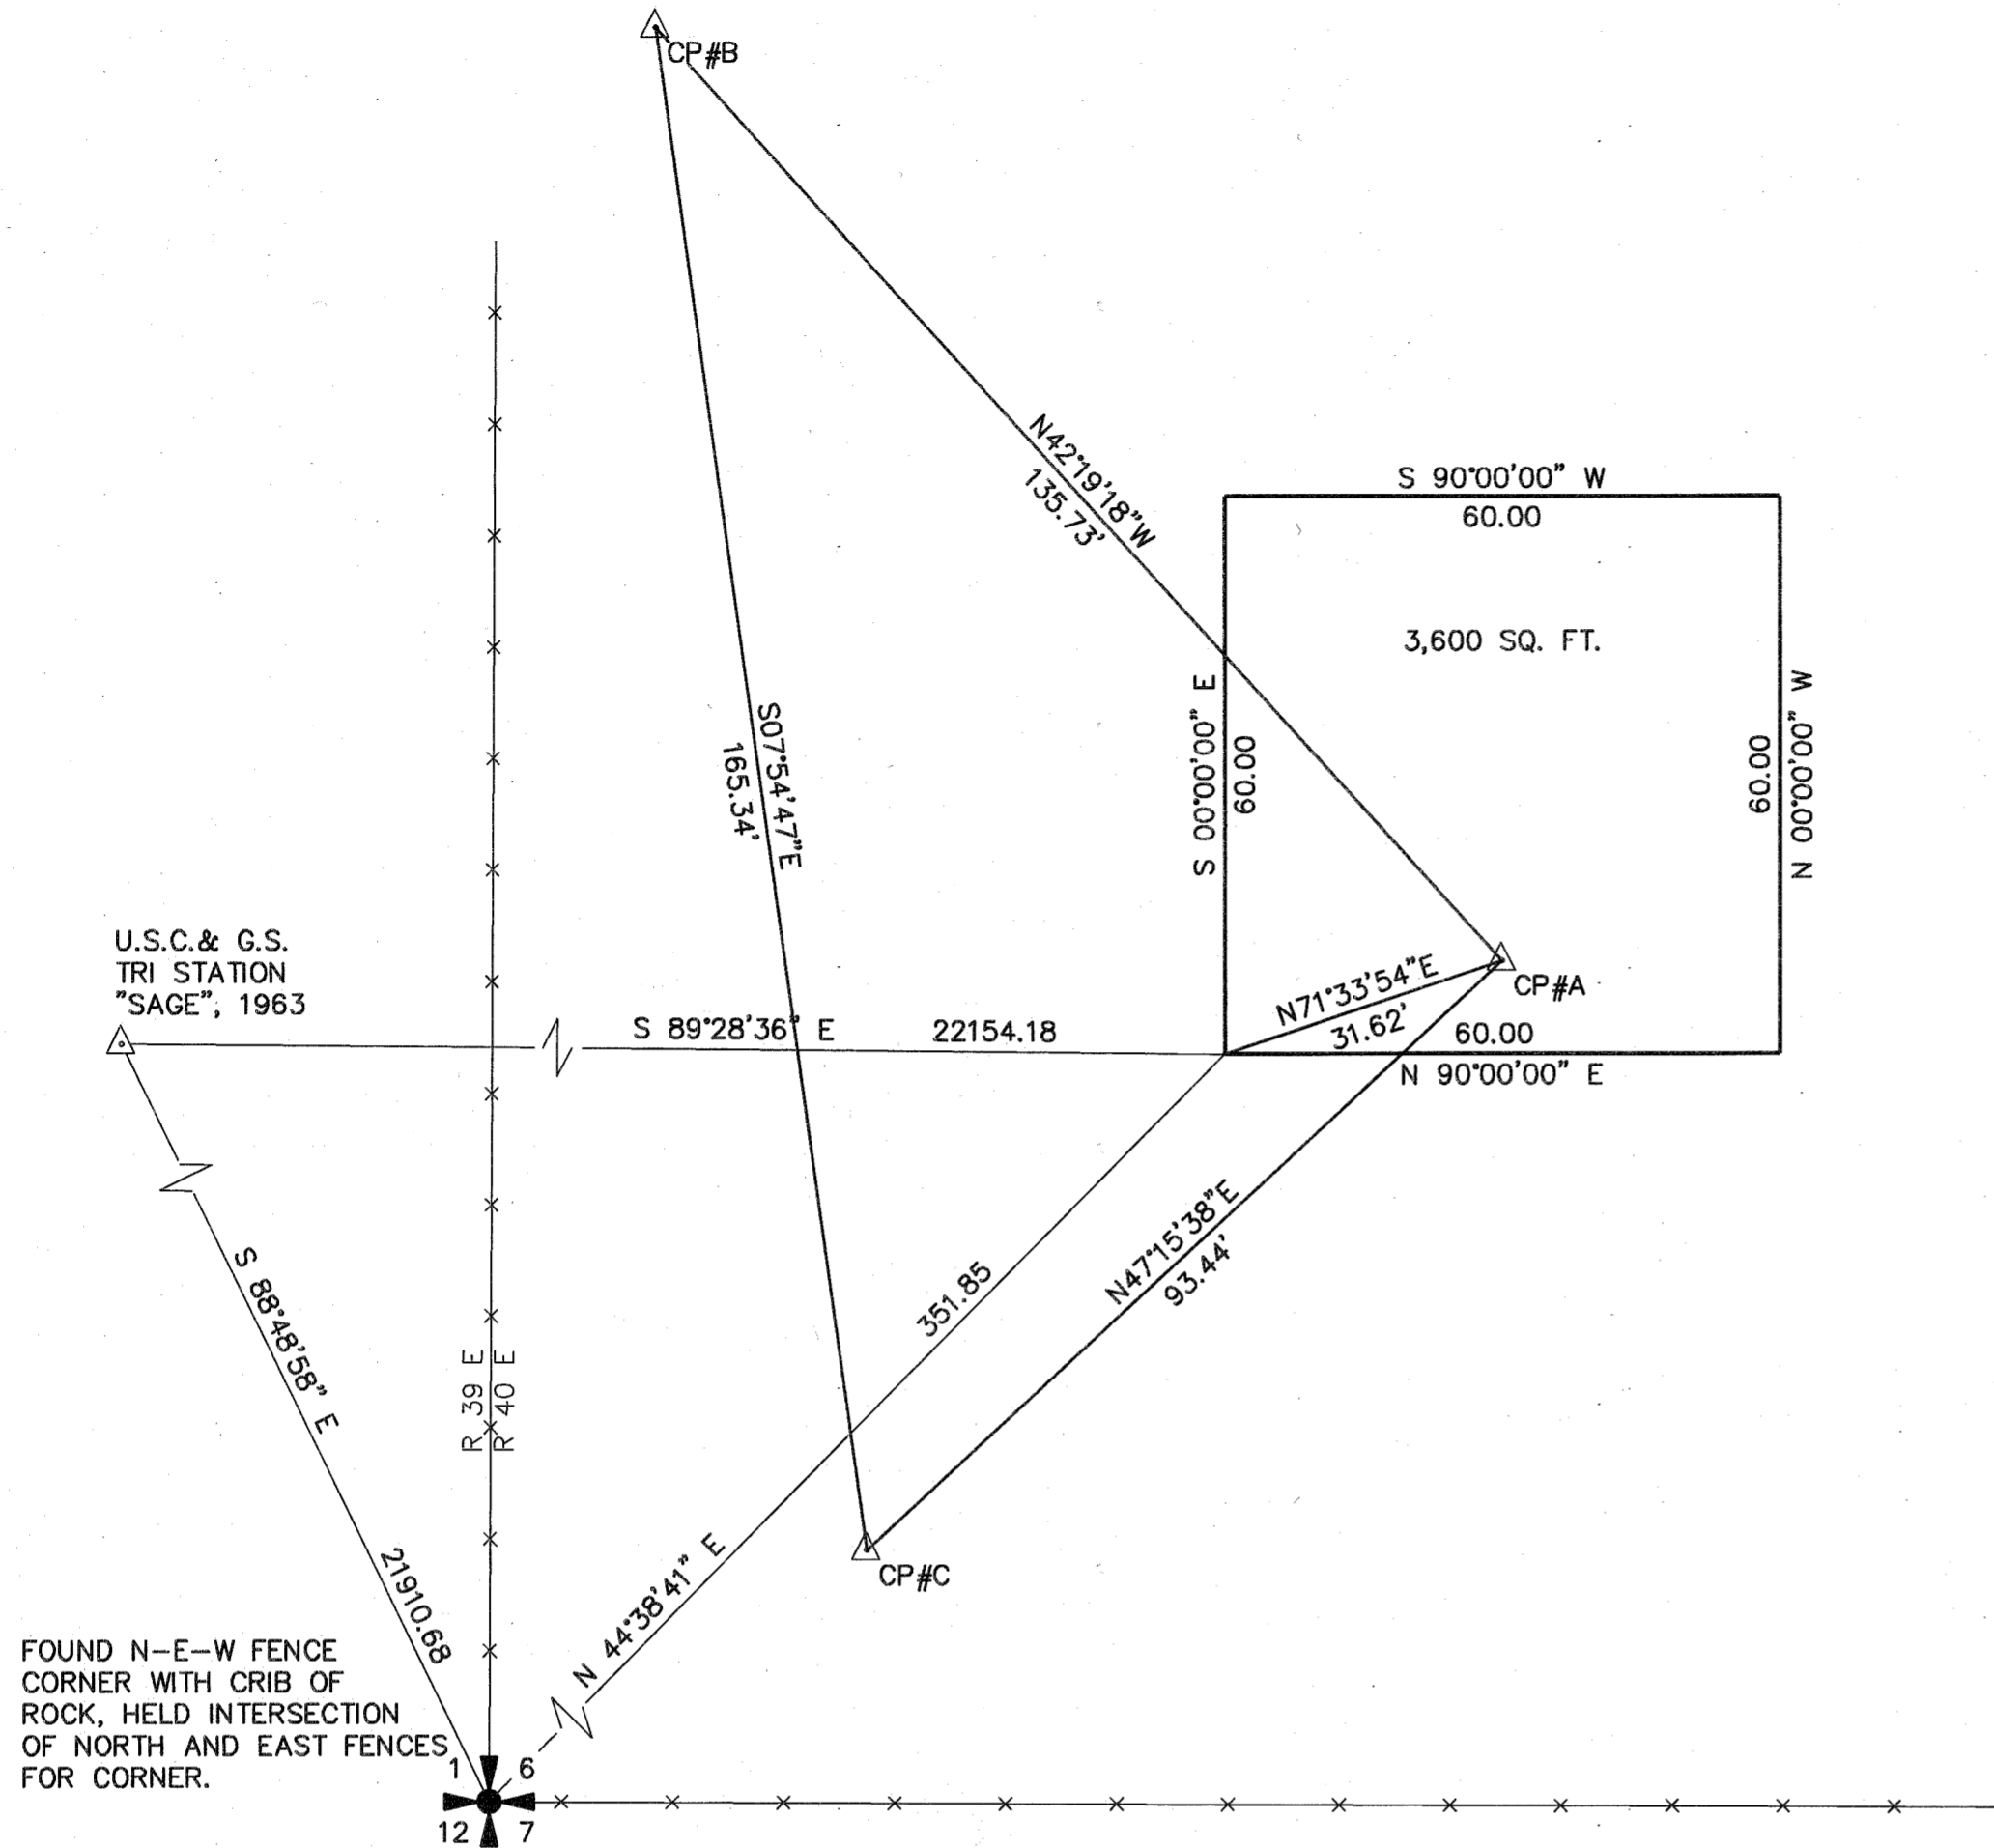 CP#B
N42°19'18"W
135.73'
S 90°00'00" W
60.00
3,600 SQ. FT.
S 00°00'00" E
60.00
60.00
N 00°00'00" W
S07°54'47"E
165.34'
U.S.C.& G.S.
TRI STATION
"SAGE", 1963
N71°33'54"E
31.62'
CP#A
S 89°28'36" E
22154.18
60.00
N 90°00'00" E
N47°15'38"E
93.44'
351.85
N 44°38'41" E
S 88°48'58" E
21910.68
R 39 E
R 40 E
CP#C
FOUND N-E-W FENCE
CORNER WITH CRIB OF
ROCK, HELD INTERSECTION
OF NORTH AND EAST FENCES
FOR CORNER.
1
6
12
7